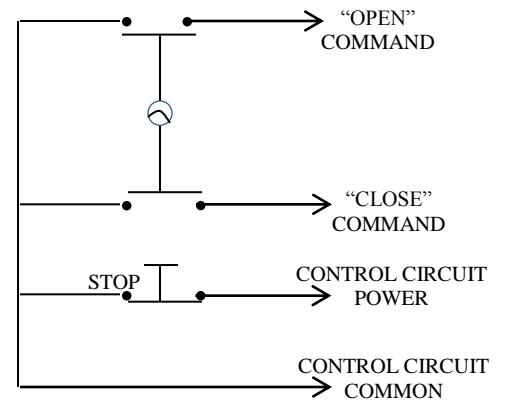 “OPEN”
COMMAND
“CLOSE”
COMMAND
STOP
CONTROL CIRCUIT
POWER
CONTROL CIRCUIT
COMMON